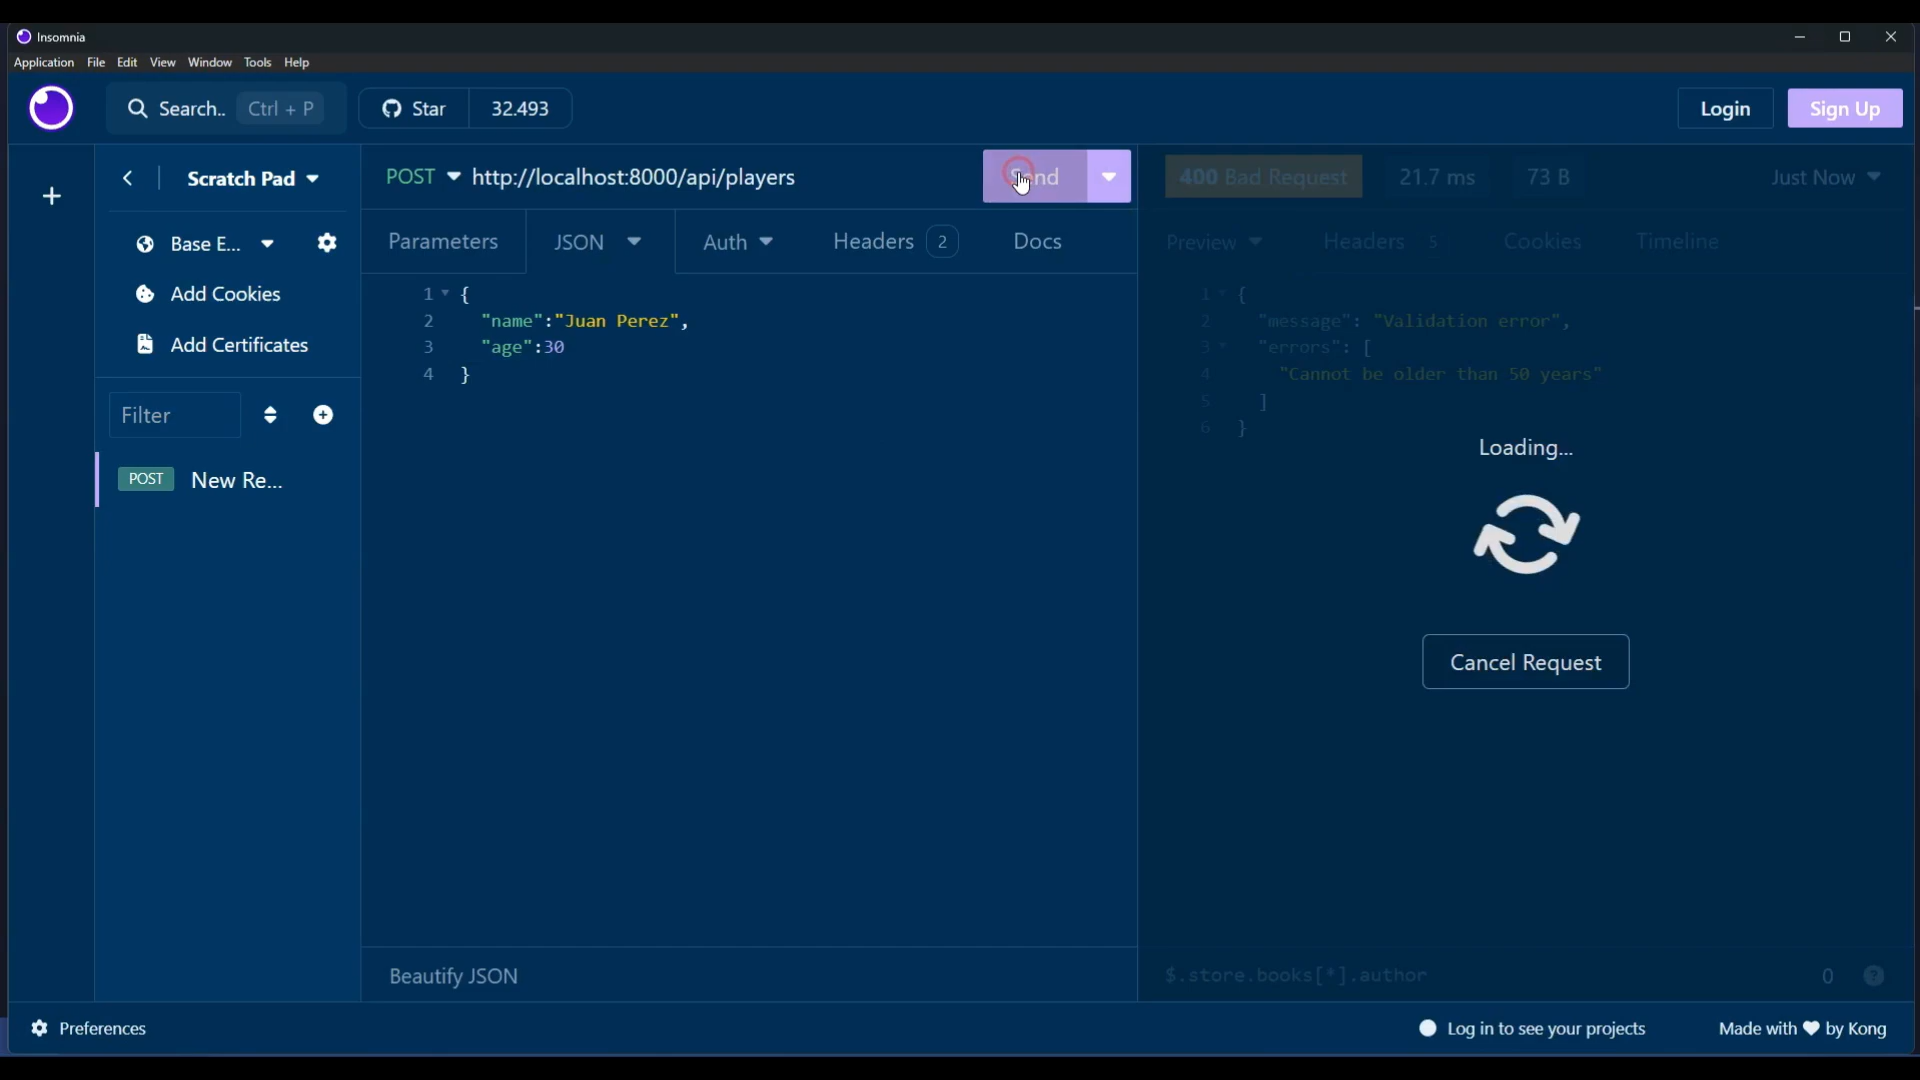 Insomnia
Application File Edit View Window Tools Help
Search.. Ctrl + P Star 32.493 Login Sign Up
Scratch Pad
Base E...
Add Cookies
Add Certificates
Filter
POST New Re...
POST http://localhost:8000/api/players
Parameters JSON Auth Headers 2 Docs
1 {
2 "name":"Juan Perez",
3 "age":30
4 }
Beautify JSON
400 Bad Request 21.7 ms 73 B Just Now
Preview Headers 5 Cookies Timeline
1 {
2 "message": "Validation error",
3 "errors": [
4 "Cannot be older than 50 years"
5 ]
6 }
Loading...
Cancel Request
$.store.books[*].author 0 ?
Preferences Log in to see your projects Made with ♥ by Kong